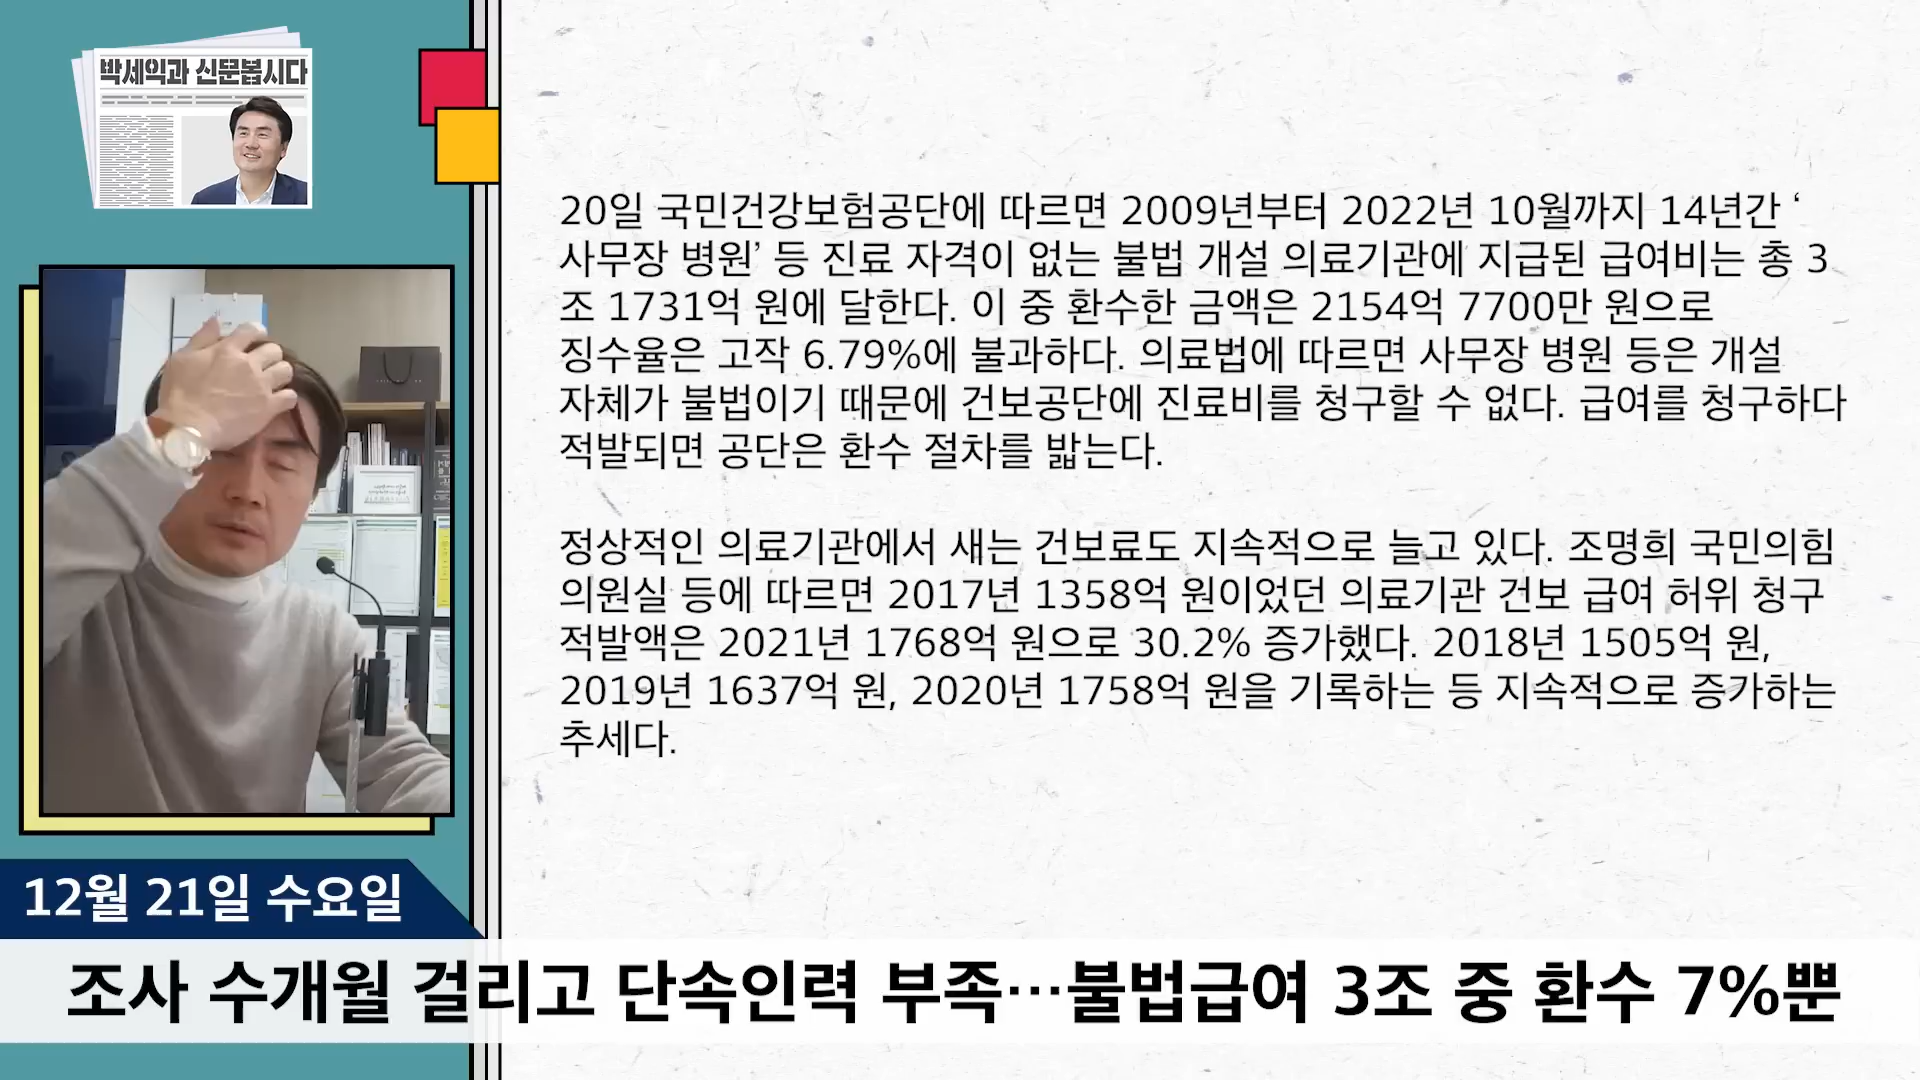 박세익과 신문봅시다
20일 국민건강보험공단에 따르면 2009년부터 2022년 10월까지 14년간 ‘
사무장 병원’ 등 진료 자격이 없는 불법 개설 의료기관에 지급된 급여비는 총 3
조 1731억 원에 달한다. 이 중 환수한 금액은 2154억 7700만 원으로
징수율은 고작 6.79%에 불과하다. 의료법에 따르면 사무장 병원 등은 개설
자체가 불법이기 때문에 건보공단에 진료비를 청구할 수 없다. 급여를 청구하다
적발되면 공단은 환수 절차를 밟는다.
정상적인 의료기관에서 새는 건보료도 지속적으로 늘고 있다. 조명희 국민의힘
의원실 등에 따르면 2017년 1358억 원이었던 의료기관 건보 급여 허위 청구
적발액은 2021년 1768억 원으로 30.2% 증가했다. 2018년 1505억 원,
2019년 1637억 원, 2020년 1758억 원을 기록하는 등 지속적으로 증가하는
추세다.
12월 21일 수요일
조사 수개월 걸리고 단속인력 부족…불법급여 3조 중 환수 7%뿐